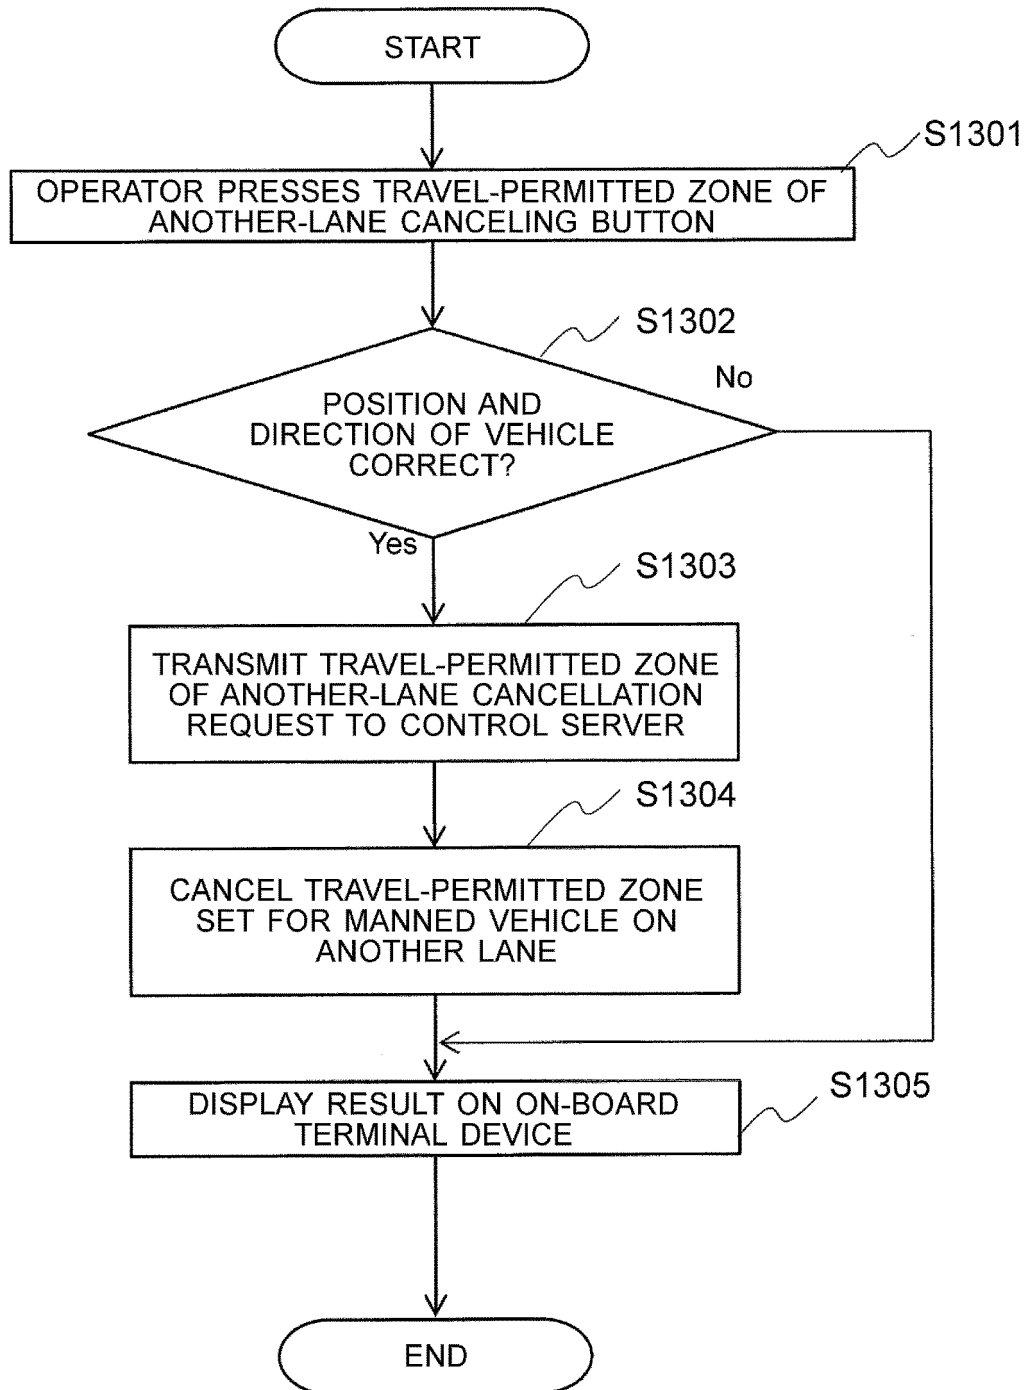 START
S1301
OPERATOR PRESSES TRAVEL-PERMITTED ZONE OF
ANOTHER-LANE CANCELING BUTTON
S1302
No
POSITION AND
DIRECTION OF VEHICLE
CORRECT?
Yes
S1303
TRANSMIT TRAVEL-PERMITTED ZONE
OF ANOTHER-LANE CANCELLATION
REQUEST TO CONTROL SERVER
S1304
CANCEL TRAVEL-PERMITTED ZONE
SET FOR MANNED VEHICLE ON
ANOTHER LANE
S1305
DISPLAY RESULT ON ON-BOARD
TERMINAL DEVICE
END